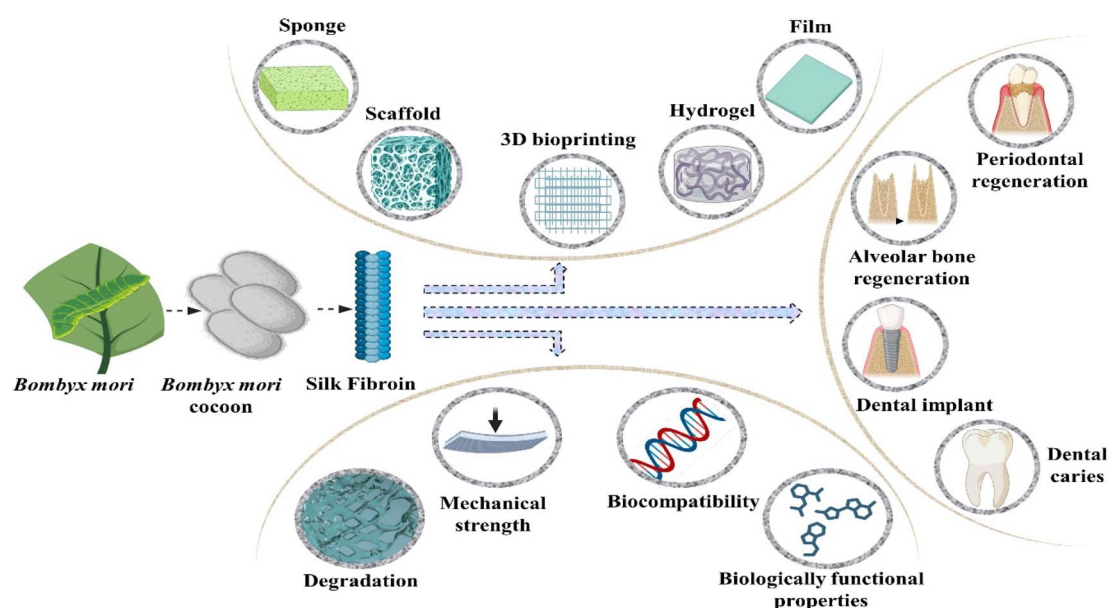 Sponge
Scaffold
3D bioprinting
Hydrogel
Film
Periodontal
regeneration
Alveolar bone
regeneration
Dental implant
Dental
caries
Bombyx mori
Bombyx mori
cocoon
Silk Fibroin
Degradation
Mechanical
strength
Biocompatibility
Biologically functional
properties